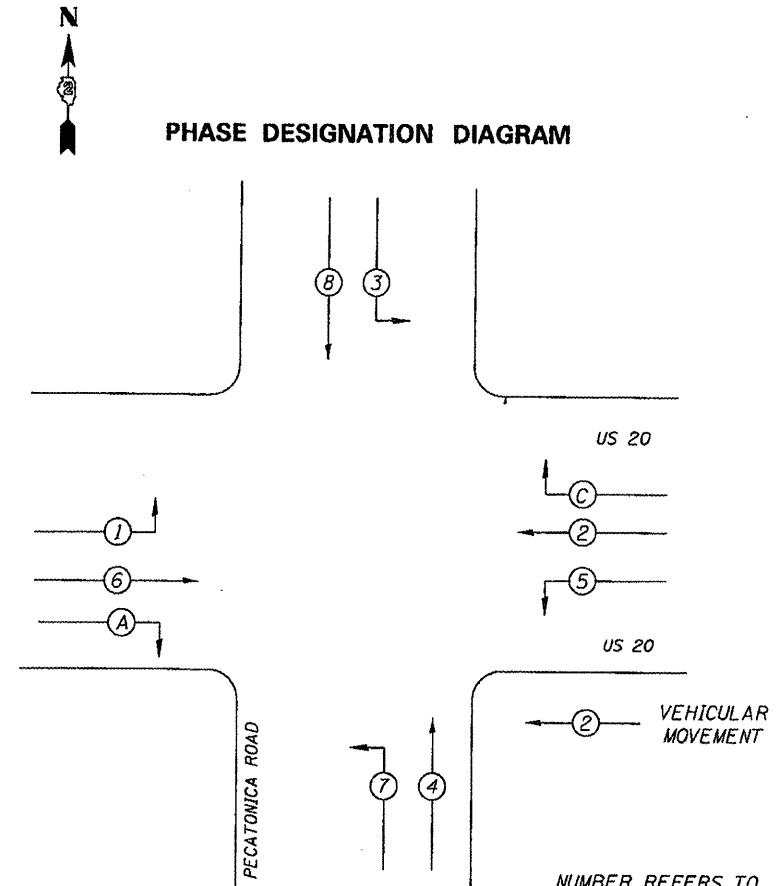 N
PHASE DESIGNATION DIAGRAM
8 3
US 20
C
1
2
6
5
A
US 20
2 VEHICULAR
MOVEMENT
PECATONICA ROAD
7 4
NUMBER REFERS TO